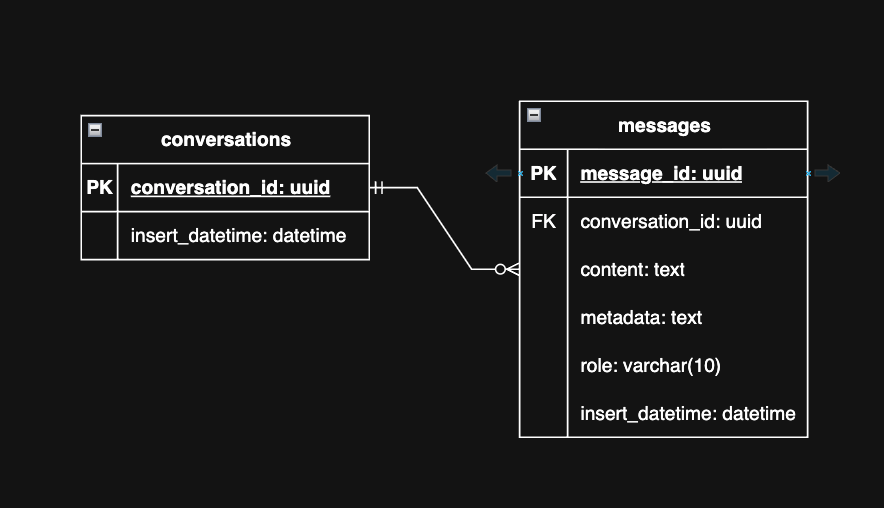 conversations
PK conversation_id: uuid
insert_datetime: datetime
messages
PK message_id: uuid
FK conversation_id: uuid
content: text
metadata: text
role: varchar(10)
insert_datetime: datetime